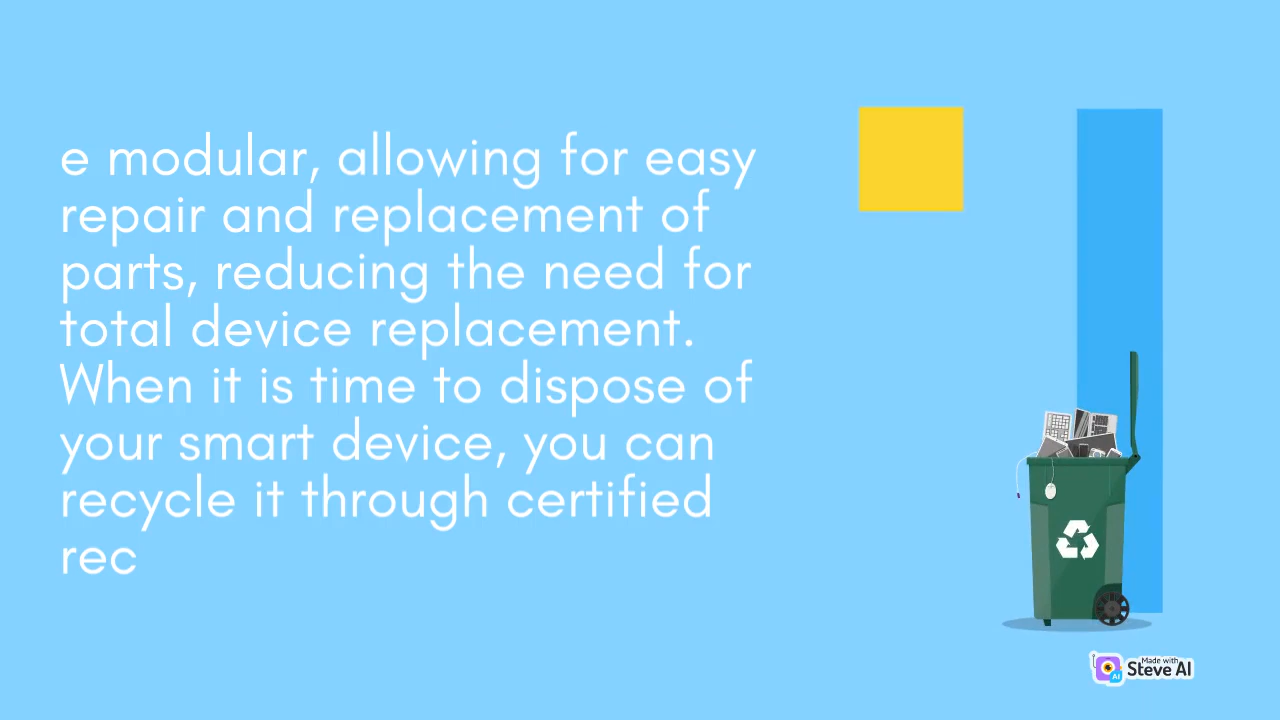 e modular, allowing for easy
repair and replacement of
parts, reducing the need for
total device replacement.
When it is time to dispose of
your smart device, you can
recycle it through certified
rec
Made with
Steve AI
AI